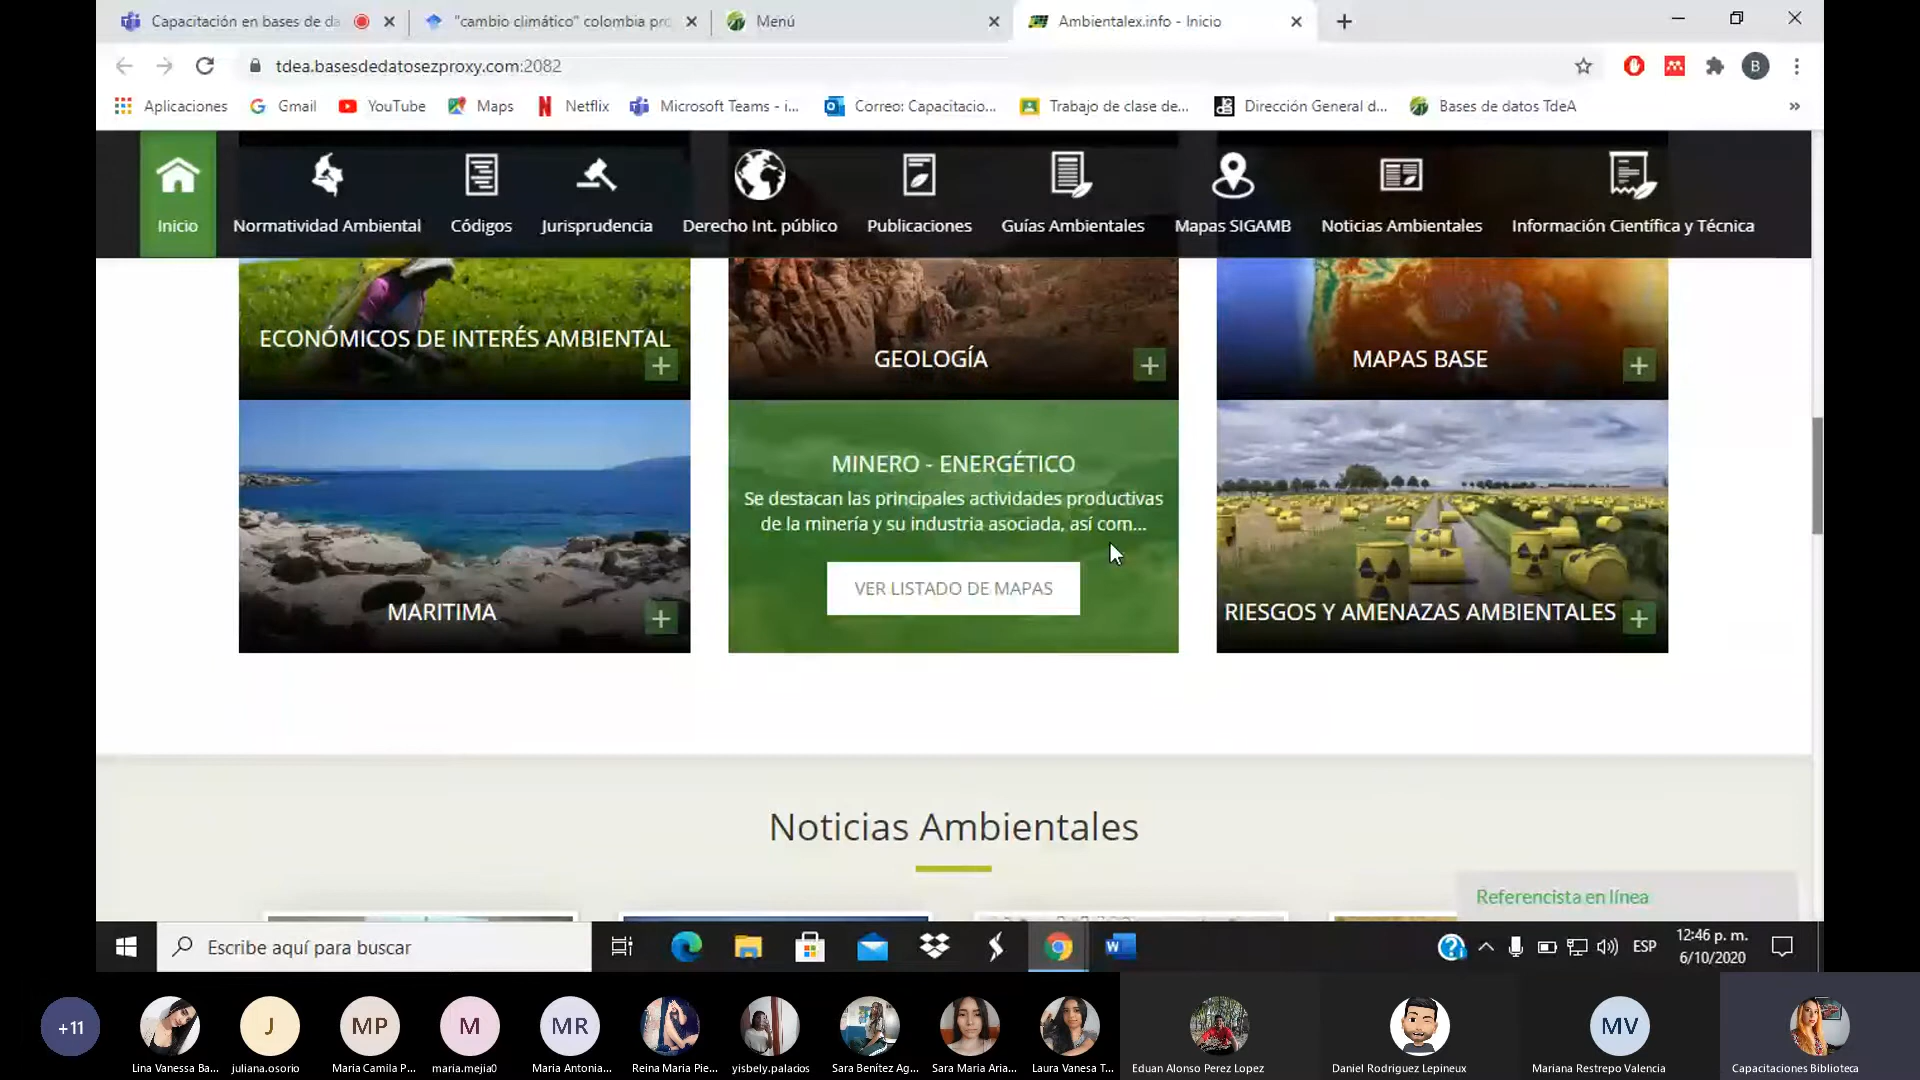 Capacitación en bases de da
"cambio climático" colombia pro
Menú
Ambientalex.info - Inicio
tdea.basesdedatosezproxy.com:2082
B
Aplicaciones
Gmail
YouTube
Maps
Netflix
Microsoft Teams - i...
Correo: Capacitacio...
Trabajo de clase de...
Dirección General d...
Bases de datos TdeA
»
Inicio
Normatividad Ambiental
Códigos
Jurisprudencia
Derecho Int. público
Publicaciones
Guías Ambientales
Mapas SIGAMB
Noticias Ambientales
Información Científica y Técnica
ECONÓMICOS DE INTERÉS AMBIENTAL
+
GEOLOGÍA
+
MAPAS BASE
+
MARITIMA
+
MINERO - ENERGÉTICO
Se destacan las principales actividades productivas
de la minería y su industria asociada, así com...
VER LISTADO DE MAPAS
RIESGOS Y AMENAZAS AMBIENTALES
+
Noticias Ambientales
Referencista en línea
Escribe aquí para buscar
ESP
12:46 p. m.
6/10/2020
+11
J
MP
M
MR
MV
Lina Vanessa Ba...
juliana.osorio
Maria Camila P...
maria.mejia0
Maria Antonia...
Reina Maria Pie...
yisbely.palacios
Sara Benítez Ag...
Sara Maria Aria...
Laura Vanesa T...
Eduan Alonso Perez Lopez
Daniel Rodriguez Lepineux
Mariana Restrepo Valencia
Capacitaciones Biblioteca